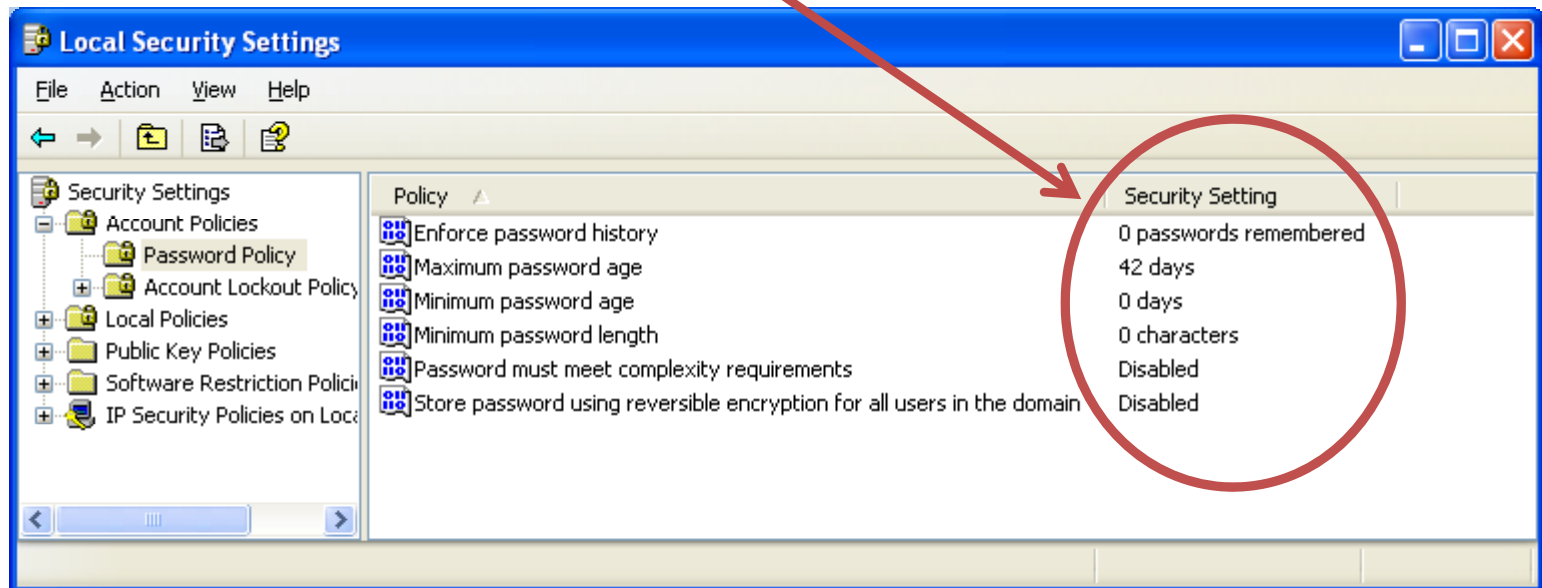 Local Security Settings
File Action View Help
Security Settings
Account Policies
Password Policy
Account Lockout Policy
Local Policies
Public Key Policies
Software Restriction Polici
IP Security Policies on Loca
Policy Security Setting
Enforce password history 0 passwords remembered
Maximum password age 42 days
Minimum password age 0 days
Minimum password length 0 characters
Password must meet complexity requirements Disabled
Store password using reversible encryption for all users in the domain Disabled